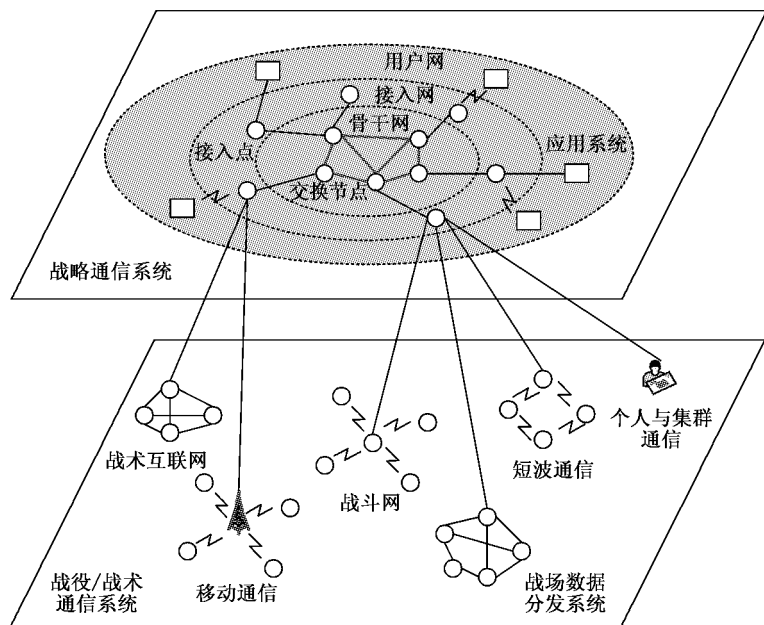 用户网
接入网
骨干网
接入点
应用系统
交换节点
战略通信系统
个人与集群
通信
战术互联网
短波通信
战斗网
战役/战术
通信系统
移动通信
战场数据
分发系统